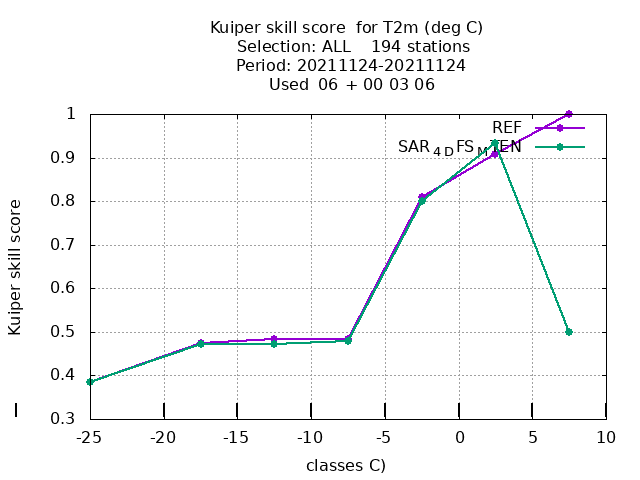 Kuiper skill score for T2m (deg C)
Selection: ALL 194 stations
Period: 20211124-20211124
Used 06 + 00 03 06
1
0.9
0.8
0.7
0.6
0.5
0.4
0.3
REF
Kuiper skill score
-25
-20
-15
-10
-5
0
5
10
classes C)